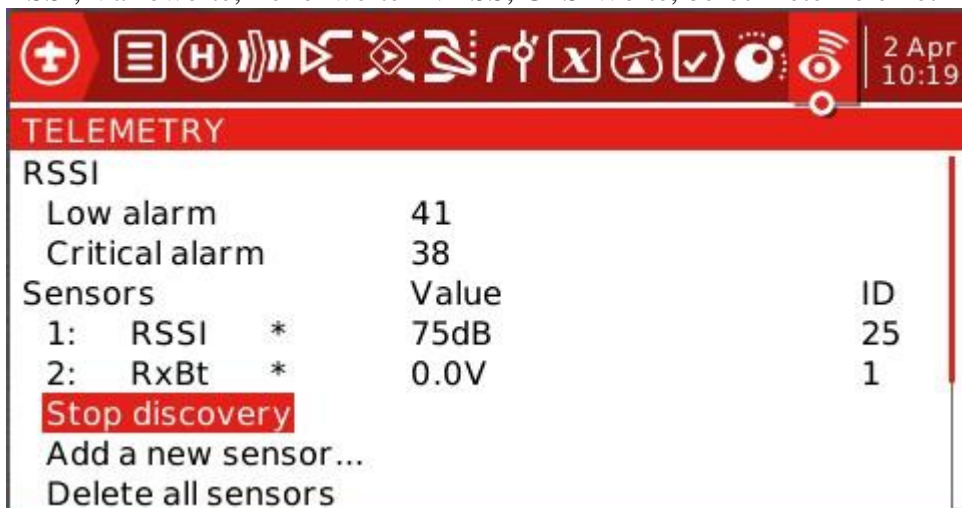 2 Apr
10:19
TELEMETRY
RSSI
Low alarm 41
Critical alarm 38
Sensors Value ID
1: RSSI * 75dB 25
2: RxBt * 0.0V 1
Stop discovery
Add a new sensor...
Delete all sensors